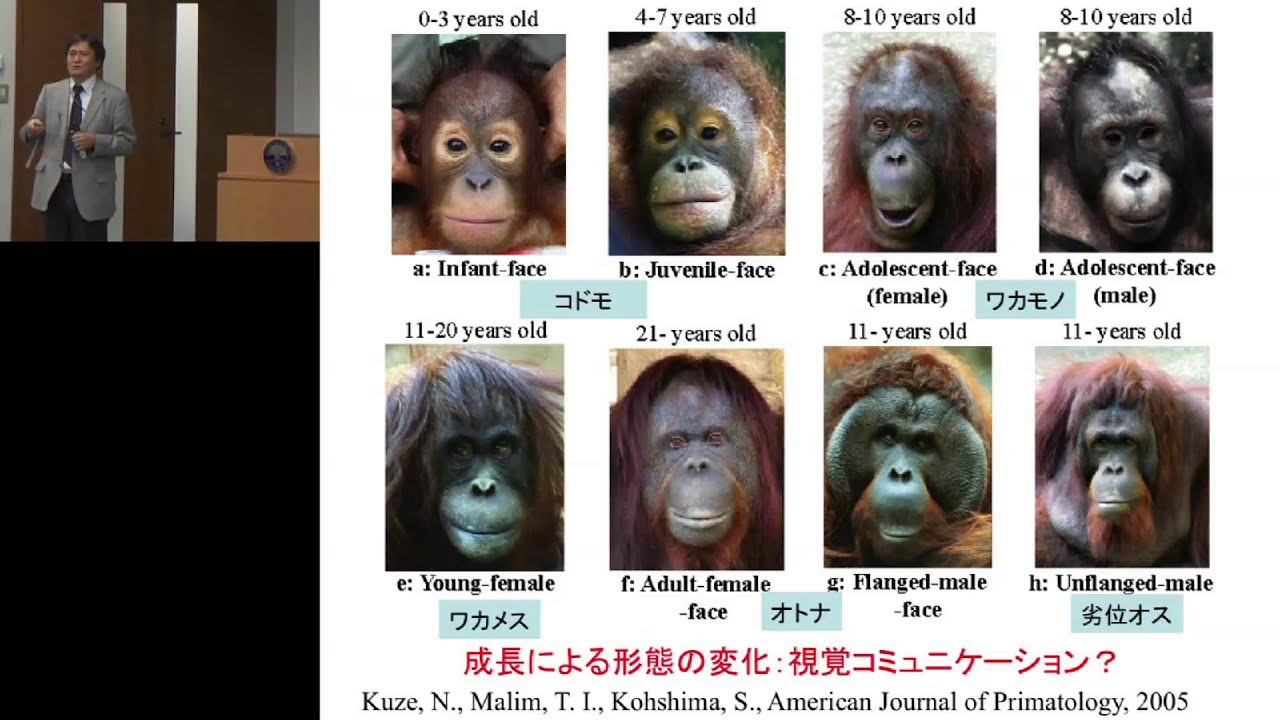 0-3 years old
4-7 years old
8-10 years old
8-10 years old
a: Infant-face
b: Juvenile-face
c: Adolescent-face
(female)
d: Adolescent-face
(male)
コドモ
ワカモノ
11-20 years old
21- years old
11- years old
11- years old
e: Young-female
f: Adult-female
-face
g: Flanged-male
-face
h: Unflanged-male
ワカメス
オトナ
劣位オス
成長による形態の変化：視覚コミュニケーション？
Kuze, N., Malim, T. I., Kohshima, S., American Journal of Primatology, 2005